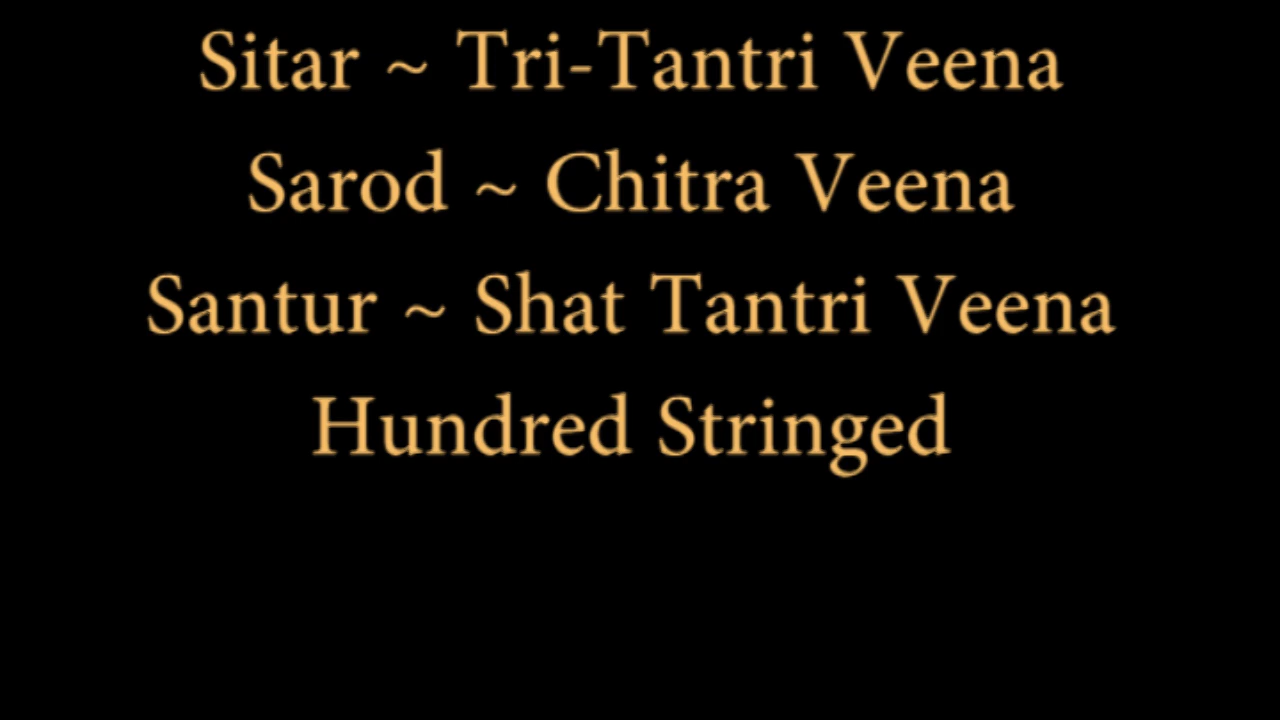 Sitar ~ Tri-Tantri Veena
Sarod ~ Chitra Veena
Santur ~ Shat Tantri Veena
Hundred Stringed